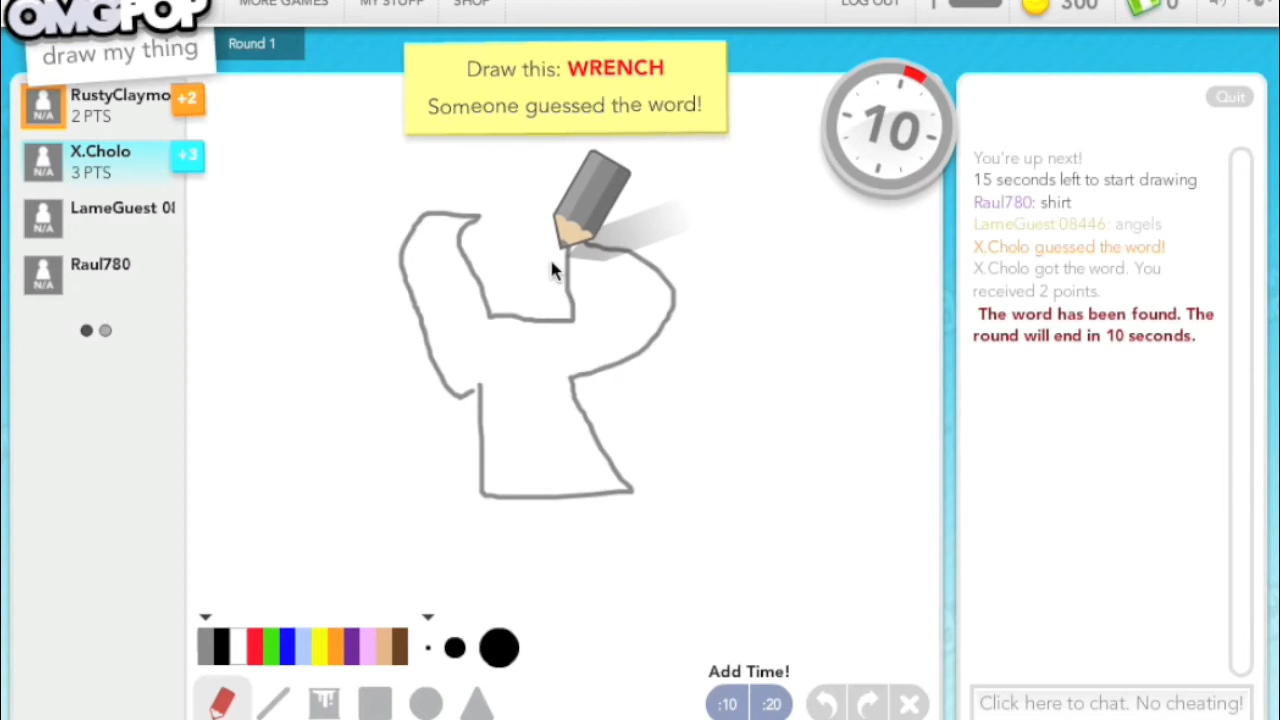 OMGPOP
draw my thing
MORE GAMES
MY STUFF
SHOP
LOG OUT
300
0
Round 1
Draw this: WRENCH
Someone guessed the word!
10
RustyClaymo
+2
2 PTS
N/A
X.Cholo
+3
3 PTS
N/A
LameGuest 08
N/A
Raul780
N/A
Quit
You're up next!
15 seconds left to start drawing
Raul780: shirt
LameGuest 08446: angels
X.Cholo guessed the word!
X.Cholo got the word. You
received 2 points.
The word has been found. The
round will end in 10 seconds.
Add Time!
:10
:20
Click here to chat. No cheating!